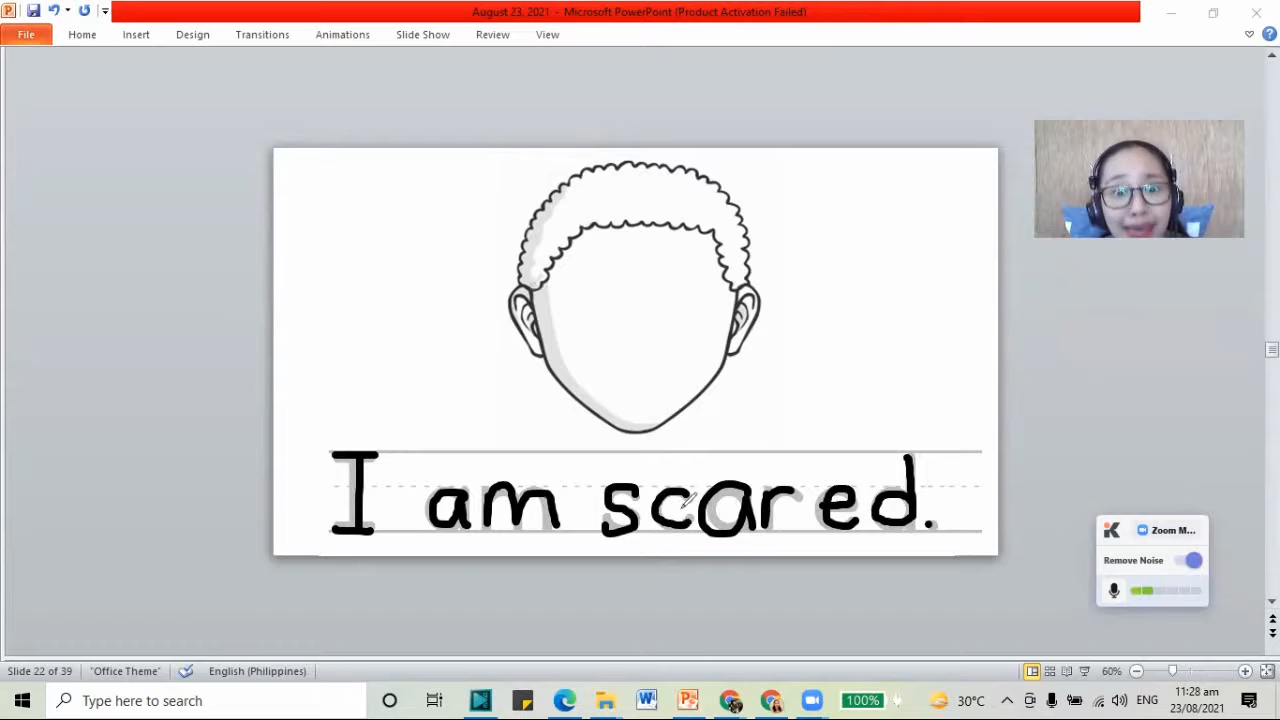 August 23, 2021 - Microsoft PowerPoint (Product Activation Failed)
File Home Insert Design Transitions Animations Slide Show Review View
I am scared.
Zoom M...
Remove Noise
Slide 22 of 39 "Office Theme" English (Philippines) 60%
Type here to search
100% 30°C ENG
11:28 am
23/08/2021